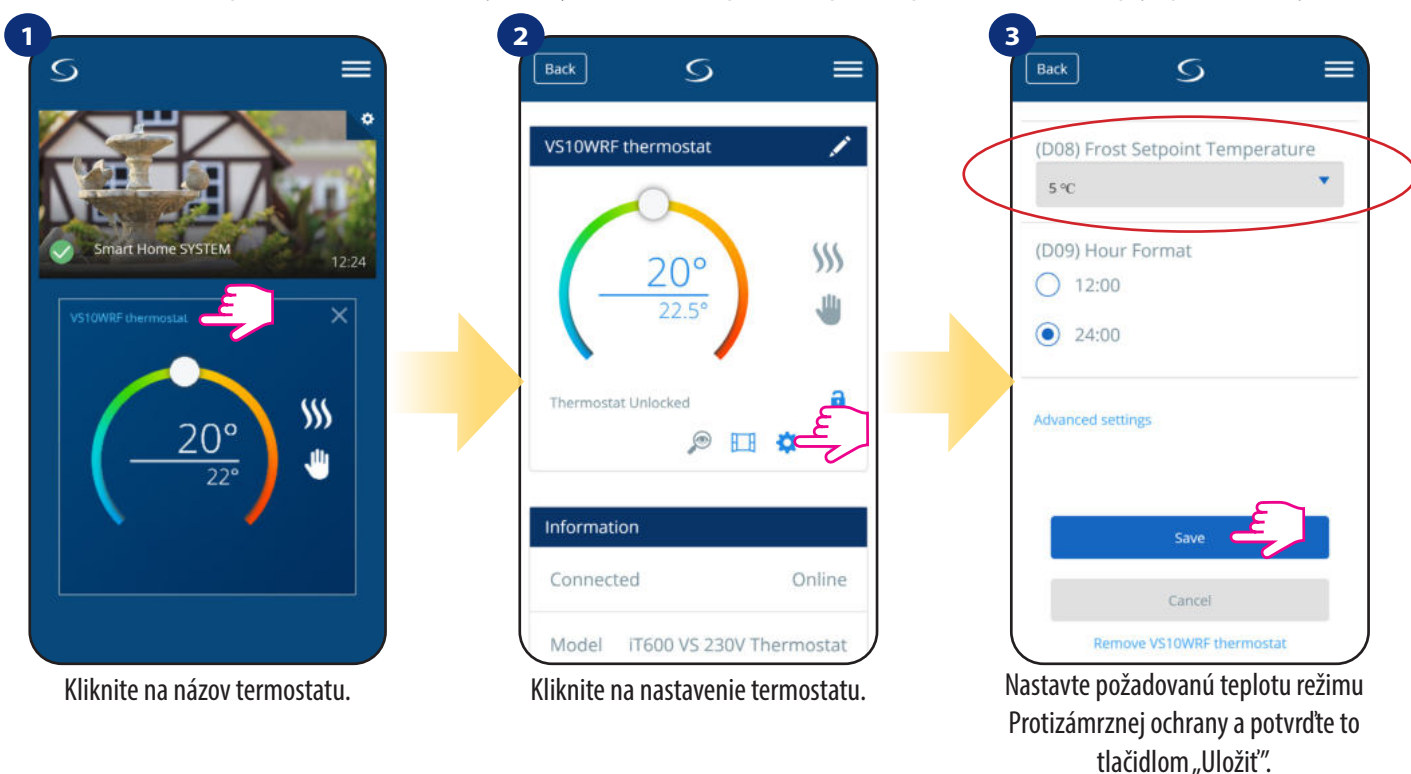 1
Smart Home SYSTEM
12:24
VS10WRF thermostat
20°
22°
Kliknite na názov termostatu.
2
Back
VS10WRF thermostat
20°
22.5°
Thermostat Unlocked
Information
Connected Online
Model iT600 VS 230V Thermostat
Kliknite na nastavenie termostatu.
3
Back
(D08) Frost Setpoint Temperature
5 °C
(D09) Hour Format
12:00
24:00
Advanced settings
Save
Cancel
Remove VS10WRF thermostat
Nastavte požadovanú teplotu režimu
Protizámrznej ochrany a potvrďte to
tlačidlom „Uložiť”.